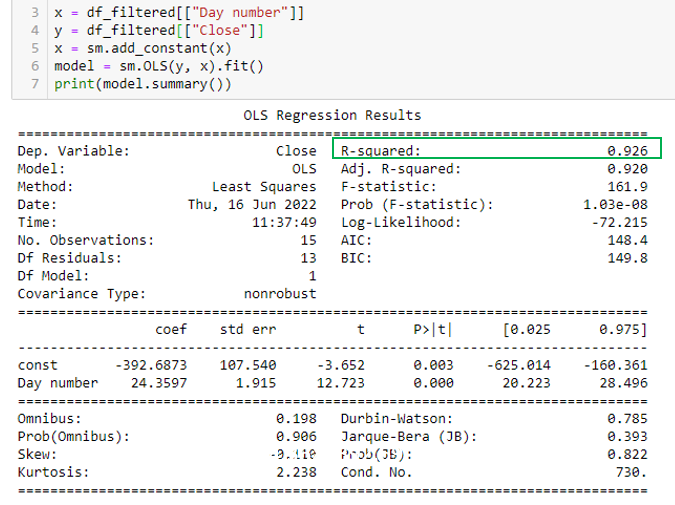 3 x = df_filtered[["Day number"]]
4 y = df_filtered[["Close"]]
5 x = sm.add_constant(x)
6 model = sm.OLS(y, x).fit()
7 print(model.summary())
OLS Regression Results
==============================================================================
Dep. Variable: Close R-squared: 0.926
Model: OLS Adj. R-squared: 0.920
Method: Least Squares F-statistic: 161.9
Date: Thu, 16 Jun 2022 Prob (F-statistic): 1.03e-08
Time: 11:37:49 Log-Likelihood: -72.215
No. Observations: 15 AIC: 148.4
Df Residuals: 13 BIC: 149.8
Df Model: 1
Covariance Type: nonrobust
==============================================================================
coef std err t P>|t| [0.025 0.975]
------------------------------------------------------------------------------
const -392.6873 107.540 -3.652 0.003 -625.014 -160.361
Day number 24.3597 1.915 12.723 0.000 20.223 28.496
==============================================================================
Omnibus: 0.198 Durbin-Watson: 0.785
Prob(Omnibus): 0.906 Jarque-Bera (JB): 0.393
Skew: Prob(JB): 0.822
Kurtosis: 2.238 Cond. No. 730.
==============================================================================